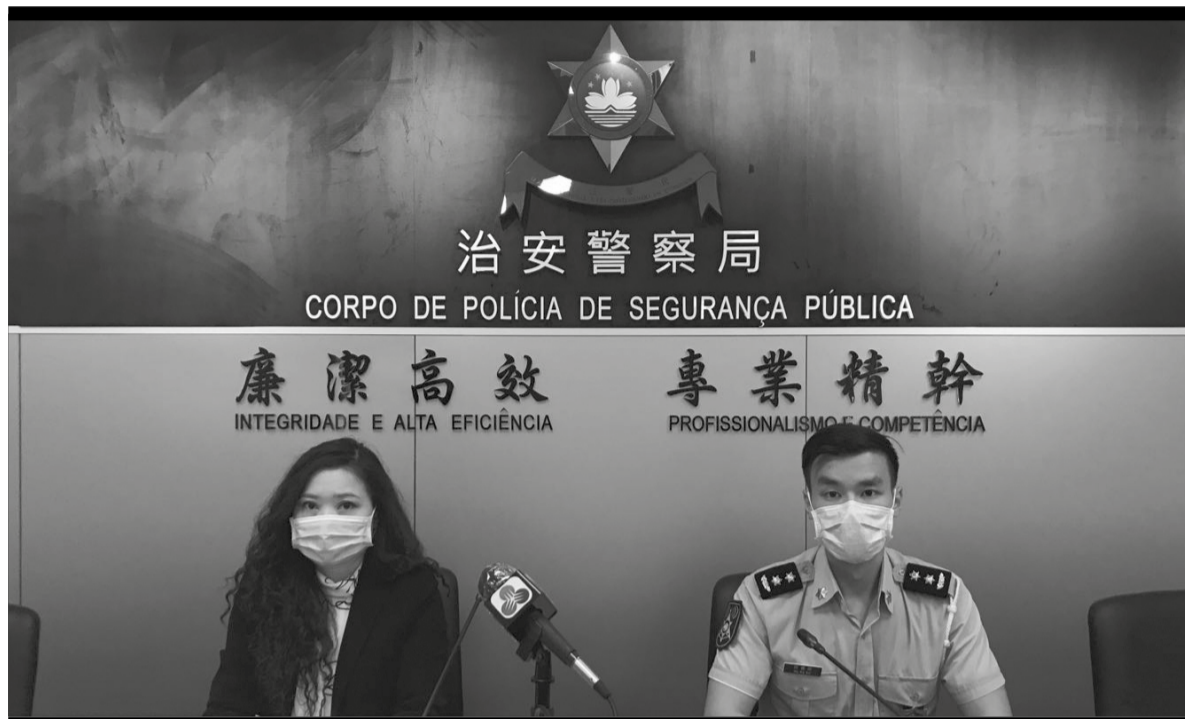 治安警察局
CORPO DE POLÍCIA DE SEGURANÇA PÚBLICA
廉潔高效 專業精幹
INTEGRIDADE E ALTA EFICIÊNCIA PROFISSIONALISMO E COMPETÊNCIA